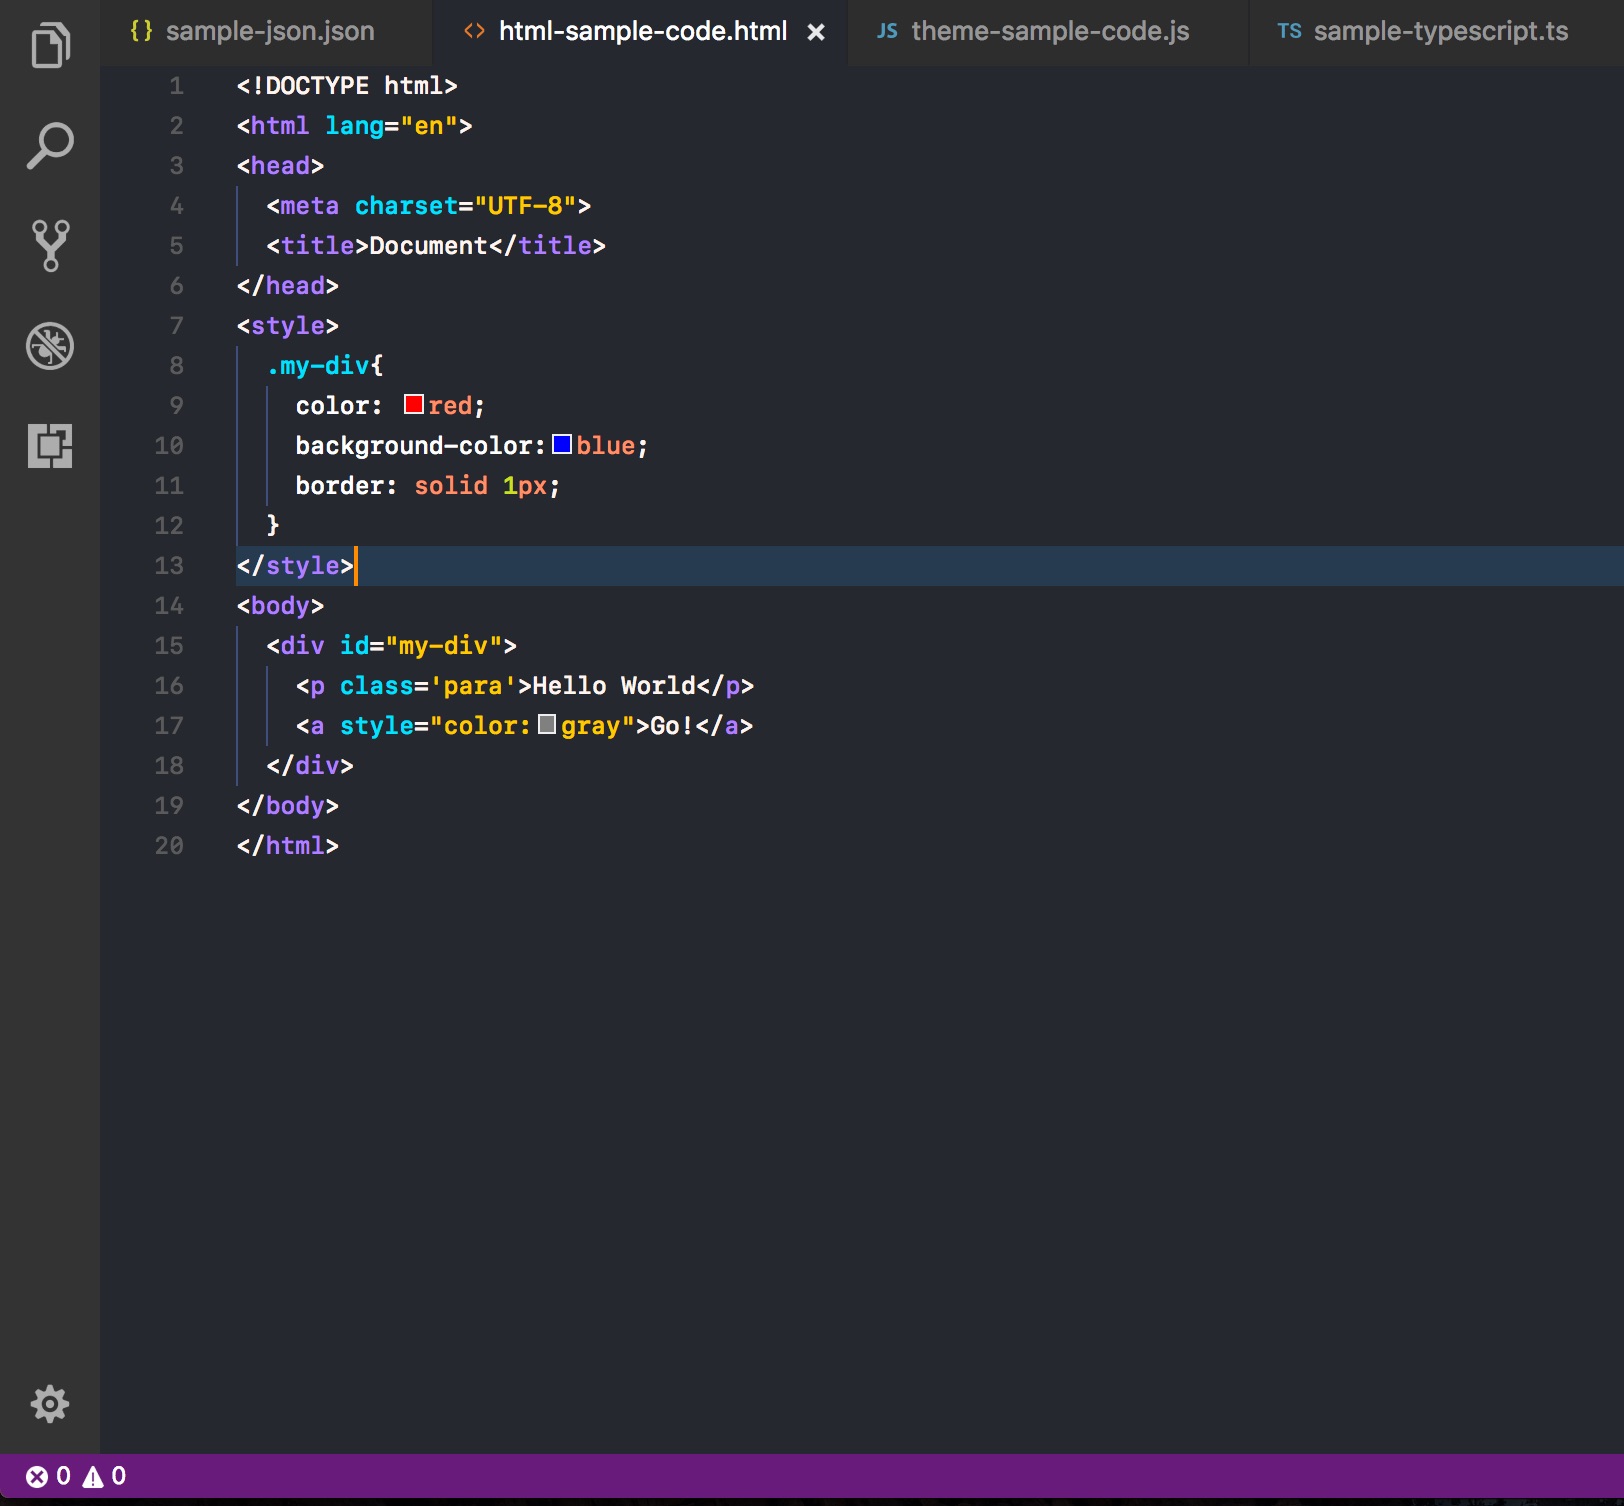 {} sample-json.json <> html-sample-code.html × JS theme-sample-code.js TS sample-typescript.ts
1 <!DOCTYPE html>
2 <html lang="en">
3 <head>
4   <meta charset="UTF-8">
5   <title>Document</title>
6 </head>
7 <style>
8   .my-div{
9     color: red;
10     background-color:blue;
11     border: solid 1px;
12   }
13 </style>
14 <body>
15   <div id="my-div">
16     <p class='para'>Hello World</p>
17     <a style="color:gray">Go!</a>
18   </div>
19 </body>
20 </html>
0 0